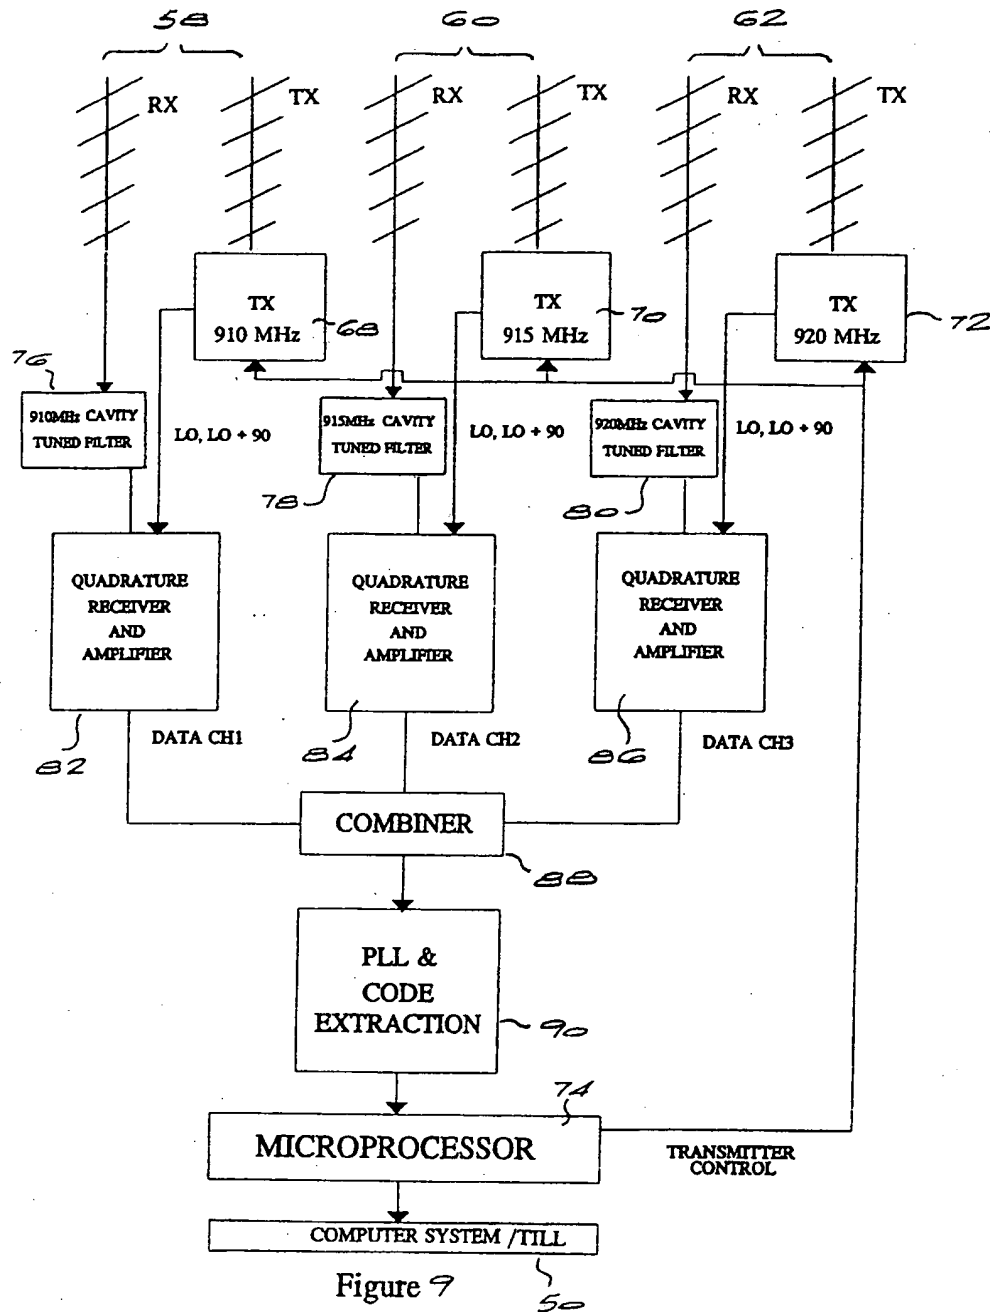 58 60 62
RX TX RX TX RX TX
TX
910 MHz
68
TX
915 MHz
70
TX
920 MHz
72
76
910MHz CAVITY
TUNED FILTER
LO, LO + 90
915MHz CAVITY
TUNED FILTER
78
LO, LO + 90
920MHz CAVITY
TUNED FILTER
80
LO, LO + 90
QUADRATURE
RECEIVER
AND
AMPLIFIER
82
DATA CH1
QUADRATURE
RECEIVER
AND
AMPLIFIER
84
DATA CH2
QUADRATURE
RECEIVER
AND
AMPLIFIER
86
DATA CH3
COMBINER
88
PLL &
CODE
EXTRACTION
90
74
MICROPROCESSOR
TRANSMITTER
CONTROL
COMPUTER SYSTEM /TILL
50
Figure 9